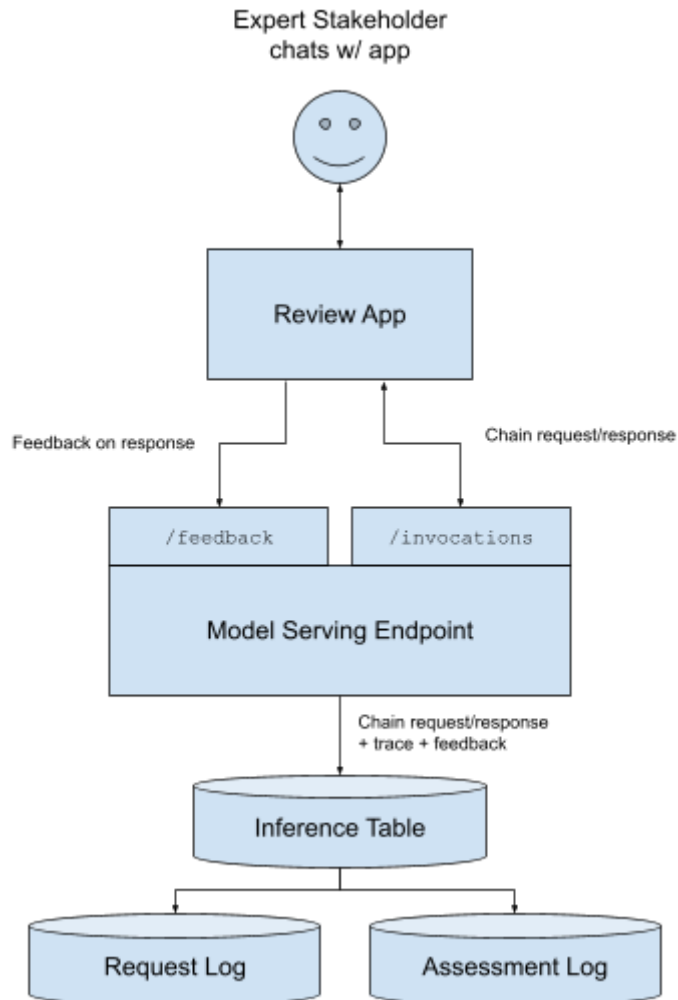 Expert Stakeholder
chats w/ app
Review App
Feedback on response
Chain request/response
/feedback
/invocations
Model Serving Endpoint
Chain request/response
+ trace + feedback
Inference Table
Request Log
Assessment Log